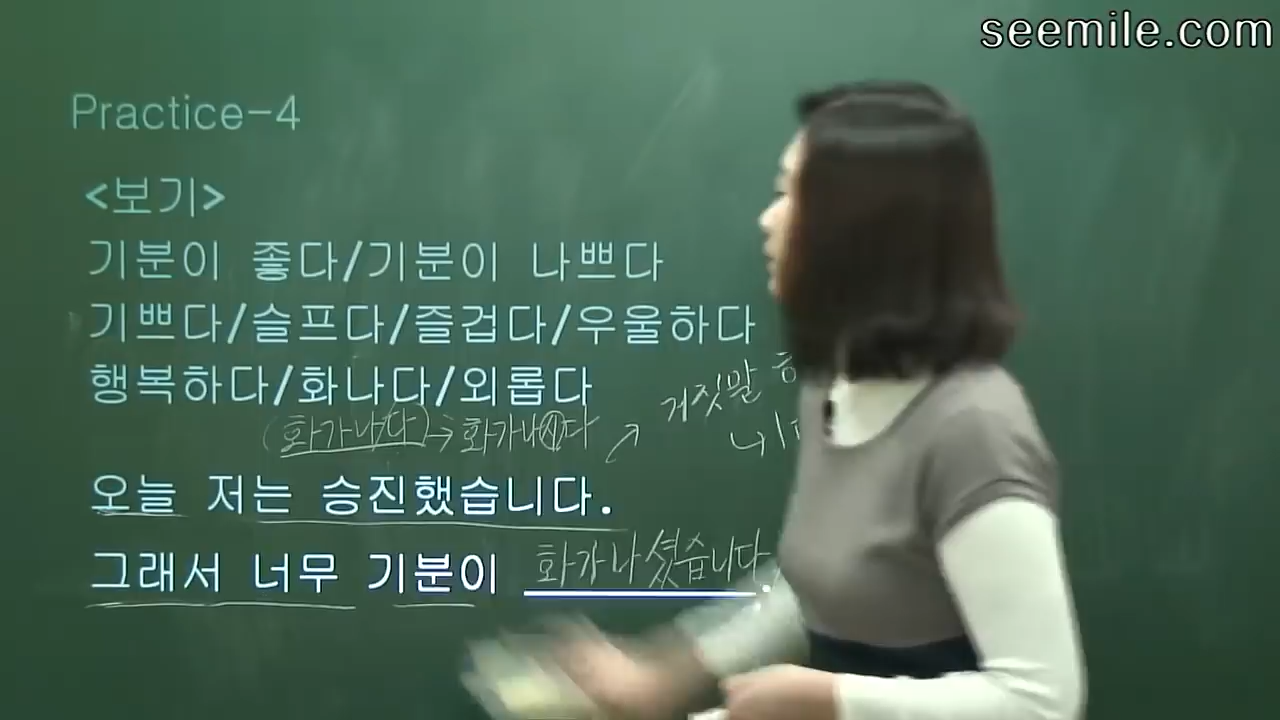 seemile.com
Practice-4
<보기>
기분이 좋다/기분이 나쁘다
기쁘다/슬프다/즐겁다/우울하다
행복하다/화나다/외롭다
거짓말
(화가나다)→화가나시다
오늘 저는 승진했습니다.
그래서 너무 기분이 화가나셨습니다.